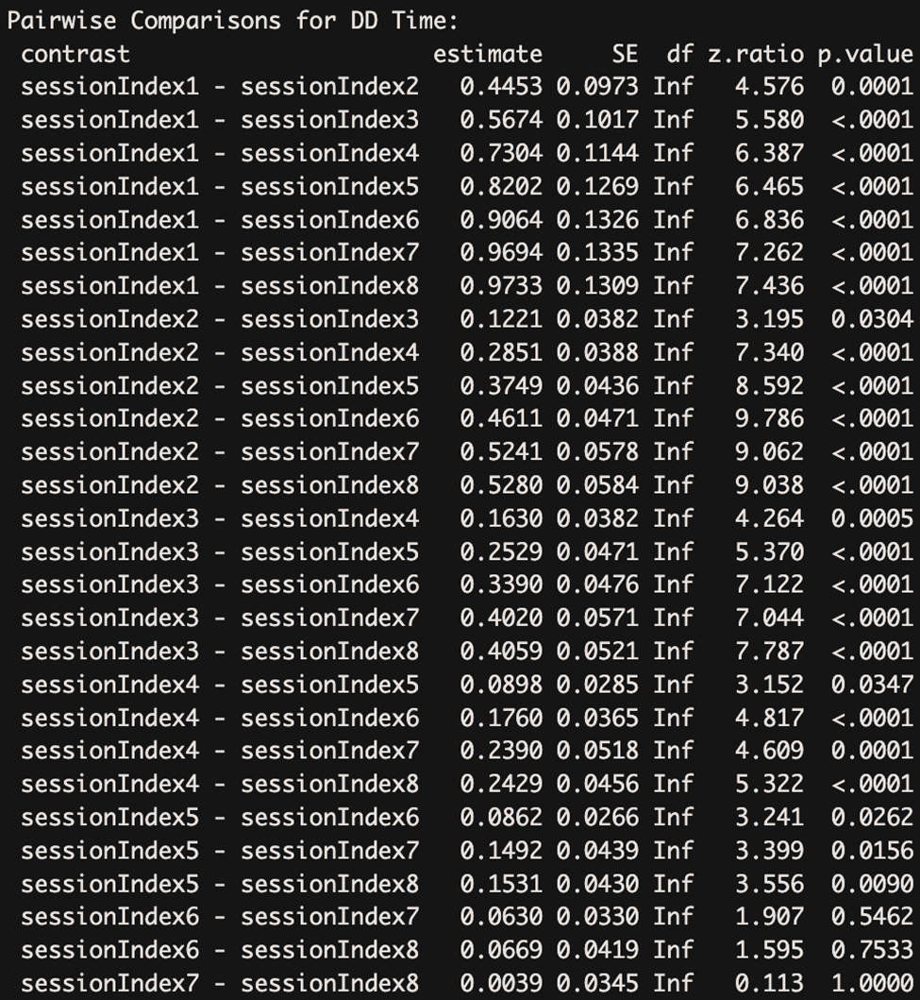 Pairwise Comparisons for DD Time:
contrast estimate SE df z.ratio p.value
sessionIndex1 - sessionIndex2 0.4453 0.0973 Inf 4.576 0.0001
sessionIndex1 - sessionIndex3 0.5674 0.1017 Inf 5.580 <.0001
sessionIndex1 - sessionIndex4 0.7304 0.1144 Inf 6.387 <.0001
sessionIndex1 - sessionIndex5 0.8202 0.1269 Inf 6.465 <.0001
sessionIndex1 - sessionIndex6 0.9064 0.1326 Inf 6.836 <.0001
sessionIndex1 - sessionIndex7 0.9694 0.1335 Inf 7.262 <.0001
sessionIndex1 - sessionIndex8 0.9733 0.1309 Inf 7.436 <.0001
sessionIndex2 - sessionIndex3 0.1221 0.0382 Inf 3.195 0.0304
sessionIndex2 - sessionIndex4 0.2851 0.0388 Inf 7.340 <.0001
sessionIndex2 - sessionIndex5 0.3749 0.0436 Inf 8.592 <.0001
sessionIndex2 - sessionIndex6 0.4611 0.0471 Inf 9.786 <.0001
sessionIndex2 - sessionIndex7 0.5241 0.0578 Inf 9.062 <.0001
sessionIndex2 - sessionIndex8 0.5280 0.0584 Inf 9.038 <.0001
sessionIndex3 - sessionIndex4 0.1630 0.0382 Inf 4.264 0.0005
sessionIndex3 - sessionIndex5 0.2529 0.0471 Inf 5.370 <.0001
sessionIndex3 - sessionIndex6 0.3390 0.0476 Inf 7.122 <.0001
sessionIndex3 - sessionIndex7 0.4020 0.0571 Inf 7.044 <.0001
sessionIndex3 - sessionIndex8 0.4059 0.0521 Inf 7.787 <.0001
sessionIndex4 - sessionIndex5 0.0898 0.0285 Inf 3.152 0.0347
sessionIndex4 - sessionIndex6 0.1760 0.0365 Inf 4.817 <.0001
sessionIndex4 - sessionIndex7 0.2390 0.0518 Inf 4.609 0.0001
sessionIndex4 - sessionIndex8 0.2429 0.0456 Inf 5.322 <.0001
sessionIndex5 - sessionIndex6 0.0862 0.0266 Inf 3.241 0.0262
sessionIndex5 - sessionIndex7 0.1492 0.0439 Inf 3.399 0.0156
sessionIndex5 - sessionIndex8 0.1531 0.0430 Inf 3.556 0.0090
sessionIndex6 - sessionIndex7 0.0630 0.0330 Inf 1.907 0.5462
sessionIndex6 - sessionIndex8 0.0669 0.0419 Inf 1.595 0.7533
sessionIndex7 - sessionIndex8 0.0039 0.0345 Inf 0.113 1.0000